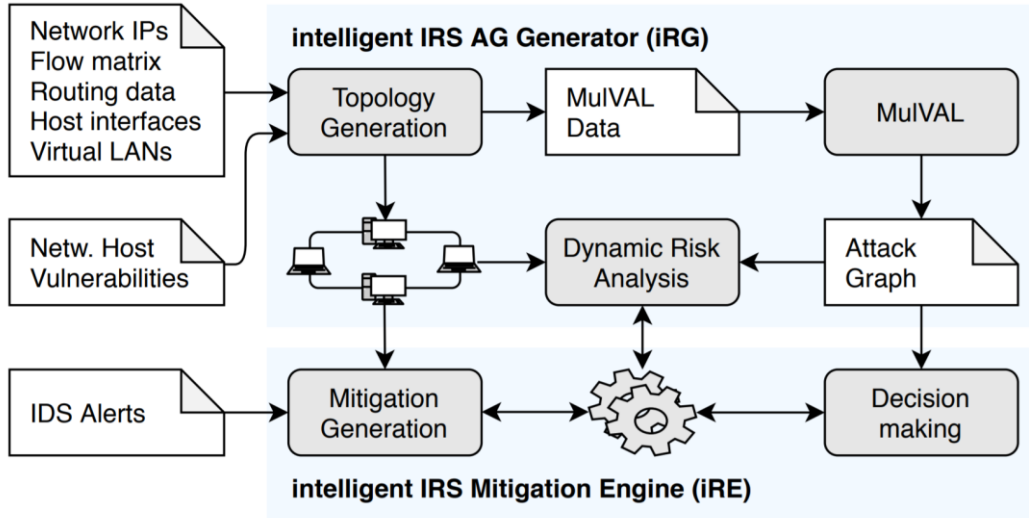 Network IPs
Flow matrix
Routing data
Host interfaces
Virtual LANs
Netw. Host
Vulnerabilities
IDS Alerts
intelligent IRS AG Generator (iRG)
Topology
Generation
MulVAL
Data
MulVAL
Dynamic Risk
Analysis
Attack
Graph
Mitigation
Generation
Decision
making
intelligent IRS Mitigation Engine (iRE)